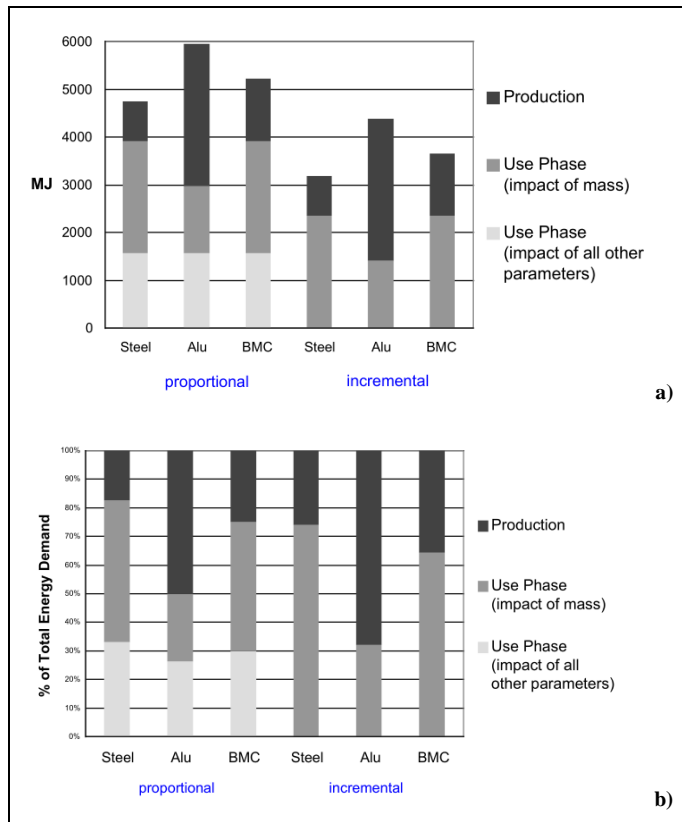 6000
5000
4000
MJ
3000
2000
1000
0
Steel Alu BMC Steel Alu BMC
proportional incremental
Production
Use Phase
(impact of mass)
Use Phase
(impact of all other
parameters)
a)
% of Total Energy Demand
100%
90%
80%
70%
60%
50%
40%
30%
20%
10%
0%
Steel Alu BMC Steel Alu BMC
proportional incremental
Production
Use Phase
(impact of mass)
Use Phase
(impact of all
other parameters)
b)